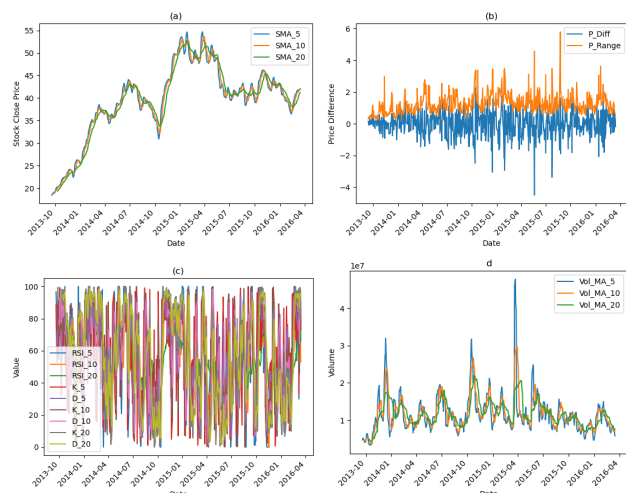 (a)
Stock Close Price
55
50
45
40
35
30
25
20
SMA_5
SMA_10
SMA_20
2013-10
2014-01
2014-04
2014-07
2014-10
2015-01
2015-04
2015-07
2015-10
2016-01
2016-04
Date
(b)
Price Difference
6
4
2
0
−2
−4
P_Diff
P_Range
2013-10
2014-01
2014-04
2014-07
2014-10
2015-01
2015-04
2015-07
2015-10
2016-01
2016-04
Date
(c)
Value
100
80
60
40
20
0
RSI_5
RSI_10
RSI_20
K_5
D_5
K_10
D_10
K_20
D_20
2013-10
2014-01
2014-04
2014-07
2014-10
2015-01
2015-04
2015-07
2015-10
2016-01
2016-04
Date
d
1e7
Volume
4
3
2
1
Vol_MA_5
Vol_MA_10
Vol_MA_20
2013-10
2014-01
2014-04
2014-07
2014-10
2015-01
2015-04
2015-07
2015-10
2016-01
2016-04
Date